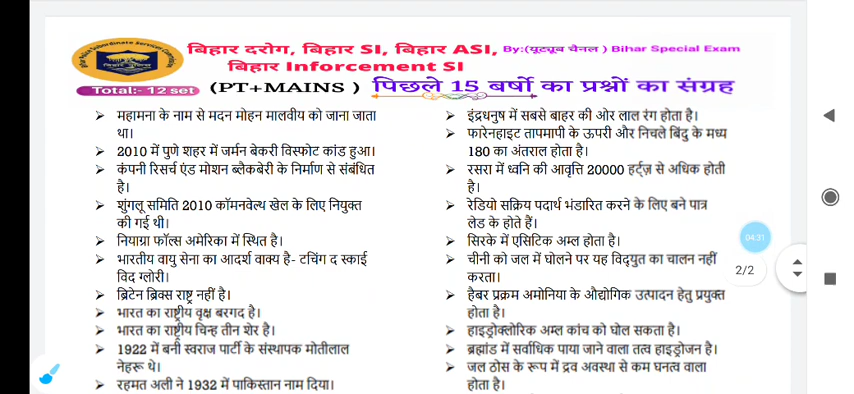 बिहार दरोग, बिहार SI, बिहार ASI, By:(यूट्यूब चैनल ) Bihar Special Exam
बिहार Inforcement SI
Total:- 12 set (PT+MAINS ) पिछले 15 बर्षो का प्रश्नों का संग्रह
➤ महामना के नाम से मदन मोहन मालवीय को जाना जाता
था।
➤ 2010 में पुणे शहर में जर्मन बेकरी विस्फोट कांड हुआ।
➤ कंपनी रिसर्च एंड मोशन ब्लैकबेरी के निर्माण से संबंधित
है।
➤ शुंगलू समिति 2010 कॉमनवेल्थ खेल के लिए नियुक्त
की गई थी।
➤ नियाग्रा फॉल्स अमेरिका में स्थित है।
➤ भारतीय वायु सेना का आदर्श वाक्य है- टचिंग द स्काई
विद ग्लोरी।
➤ ब्रिटेन ब्रिक्स राष्ट्र नहीं है।
➤ भारत का राष्ट्रीय वृक्ष बरगद है।
➤ भारत का राष्ट्रीय चिन्ह तीन शेर है।
➤ 1922 में बनी स्वराज पार्टी के संस्थापक मोतीलाल
नेहरू थे।
➤ रहमत अली ने 1932 में पाकिस्तान नाम दिया।
➤ इंद्रधनुष में सबसे बाहर की ओर लाल रंग होता है।
➤ फारेनहाइट तापमापी के ऊपरी और निचले बिंदु के मध्य
180 का अंतराल होता है।
➤ रसरा में ध्वनि की आवृत्ति 20000 हर्ट्ज़ से अधिक होती
है।
➤ रेडियो सक्रिय पदार्थ भंडारित करने के लिए बने पात्र
लेड के होते हैं।
➤ सिरके में एसिटिक अम्ल होता है।
➤ चीनी को जल में घोलने पर यह विद्युत का चालन नहीं
करता।
➤ हैबर प्रक्रम अमोनिया के औद्योगिक उत्पादन हेतु प्रयुक्त
होता है।
➤ हाइड्रोक्लोरिक अम्ल कांच को घोल सकता है।
➤ ब्रह्मांड में सर्वाधिक पाया जाने वाला तत्व हाइड्रोजन है।
➤ जल ठोस के रूप में द्रव अवस्था से कम घनत्व वाला
होता है।
04:31
2/2